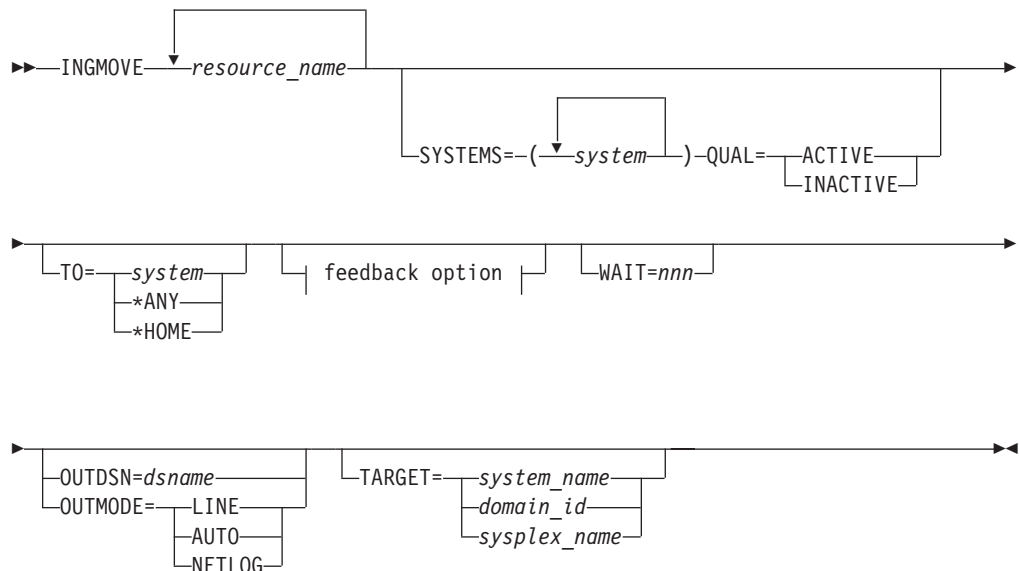 INGMOVE resource_name
SYSTEMS=(system) QUAL=ACTIVE
INACTIVE
TO=system feedback option WAIT=nnn
*ANY
*HOME
OUTDSN=dsname TARGET=system_name
OUTMODE=LINE domain_id
AUTO sysplex_name
NETLOG